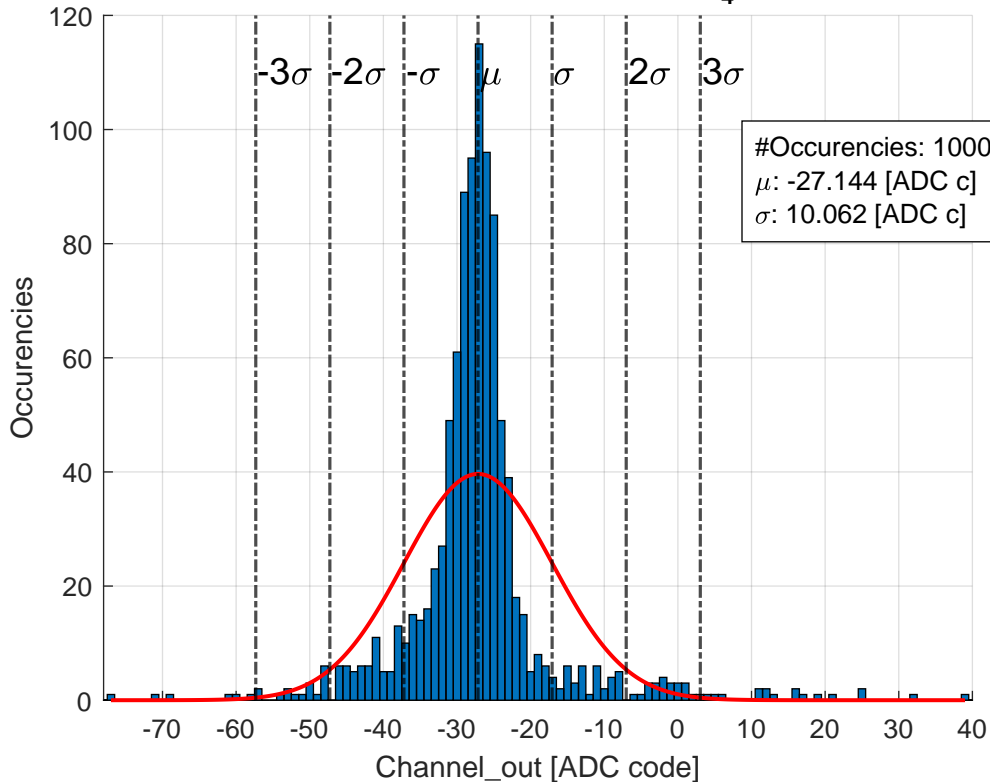 4
120
100
80
60
40
20
0
-3σ -2σ -σ μ σ 2σ 3σ
#Occurencies: 1000
μ: -27.144 [ADC c]
σ: 10.062 [ADC c]
Occurencies
-70 -60 -50 -40 -30 -20 -10 0 10 20 30 40
Channel_out [ADC code]